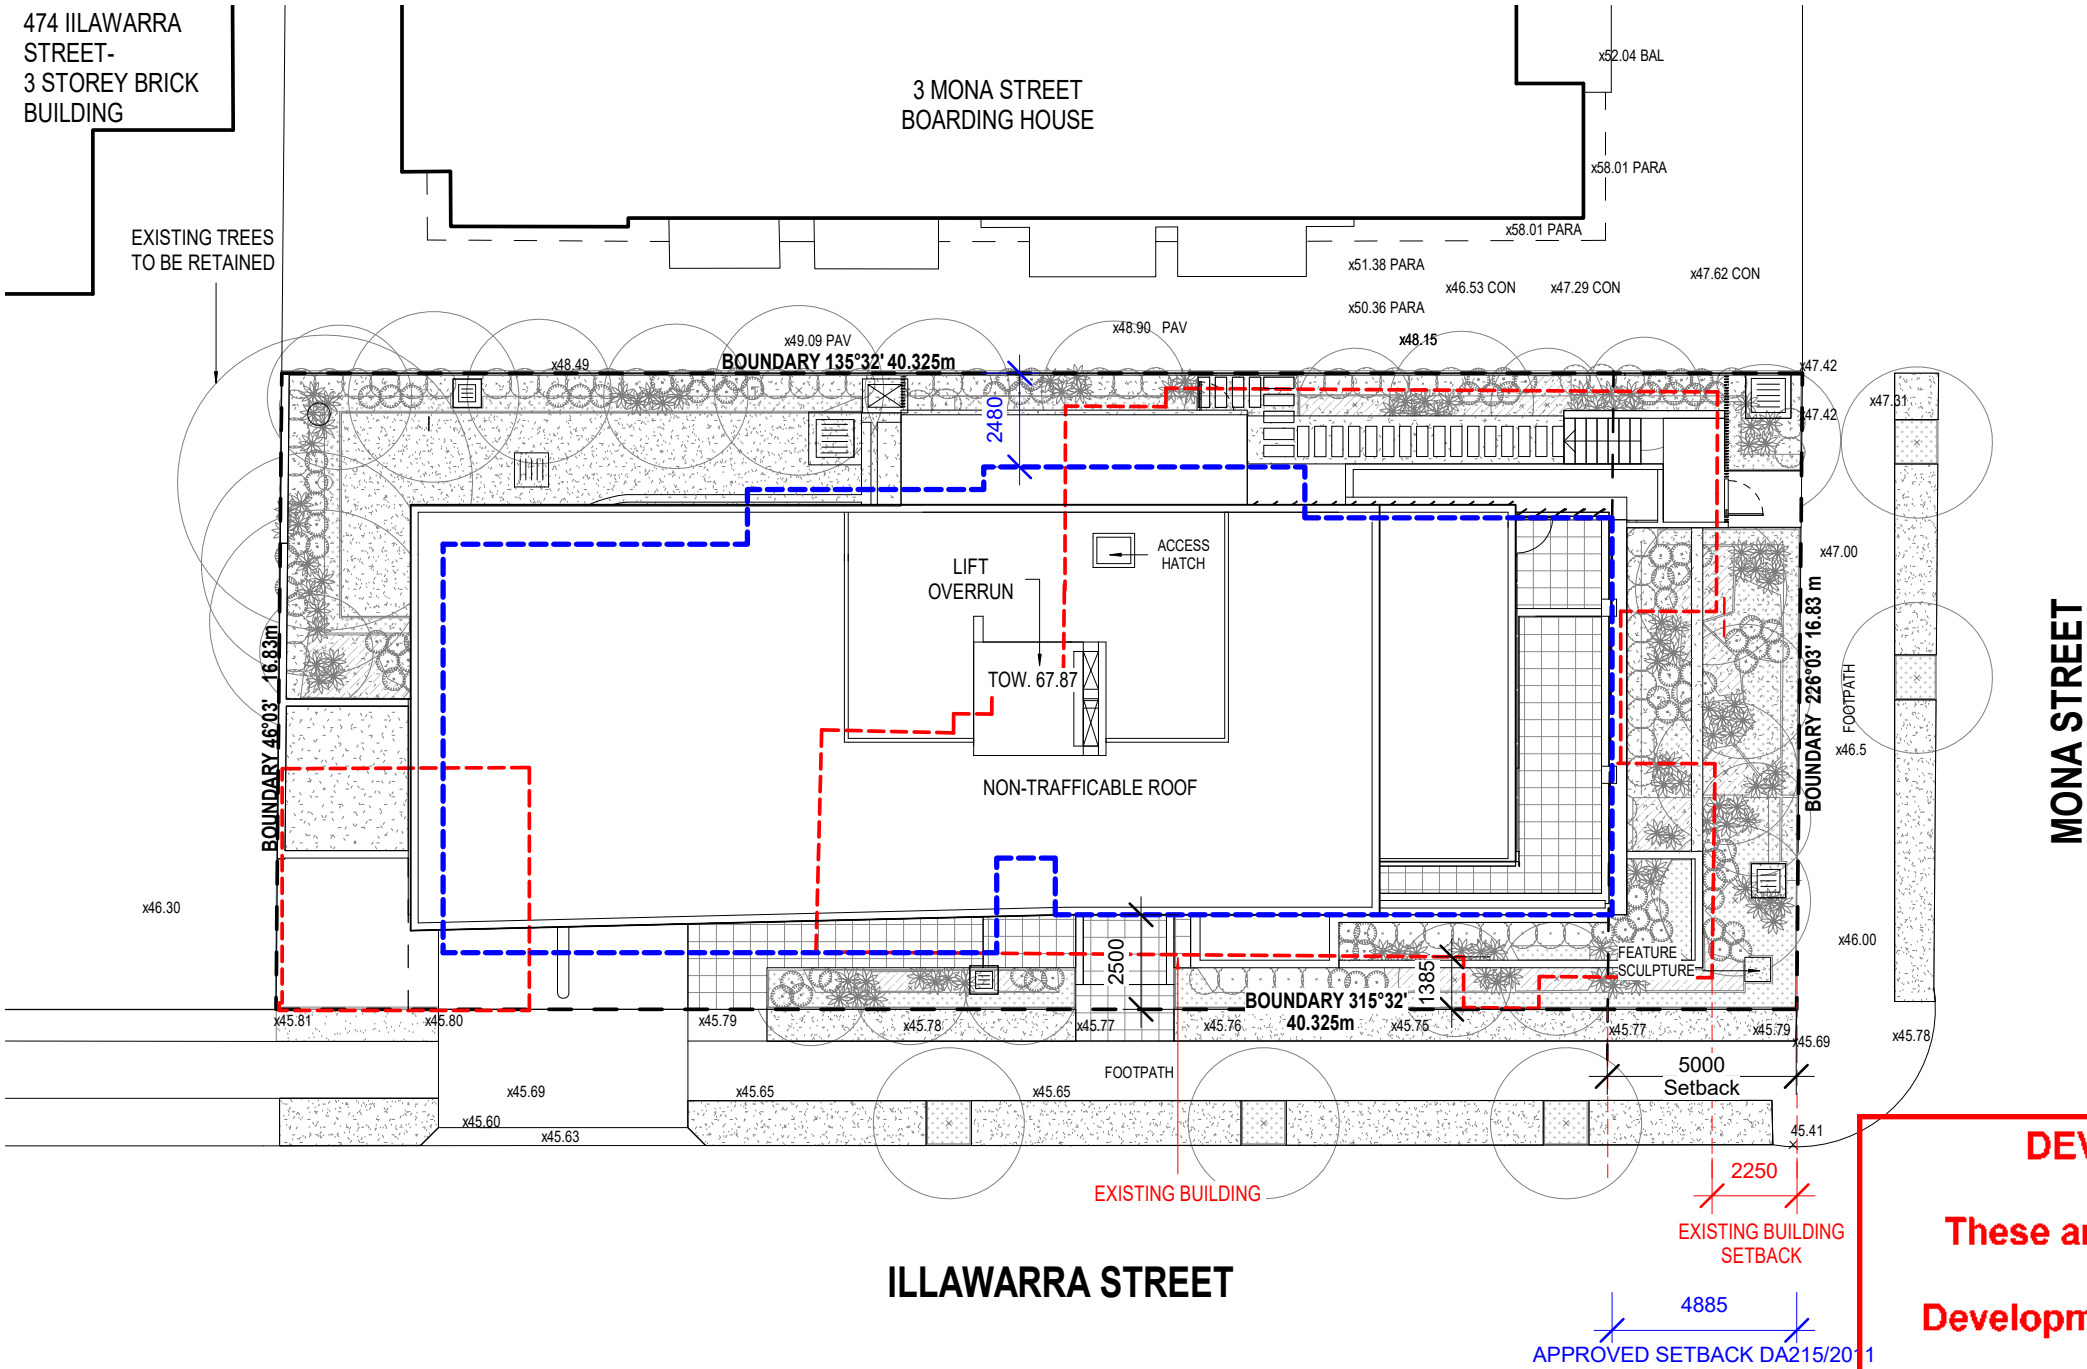 474 IILAWARRA
STREET-
3 STOREY BRICK
BUILDING
3 MONA STREET
BOARDING HOUSE
x52.04 BAL
x58.01 PARA
x58.01 PARA
EXISTING TREES
TO BE RETAINED
x51.38 PARA
x47.62 CON
x46.53 CON
x47.29 CON
x50.36 PARA
x48.90 PAV
x49.09 PAV
x48.15
x48.49
BOUNDARY 135°32' 40.325m
x47.42
x47.31
x47.42
2480
ACCESS
HATCH
x47.00
LIFT
OVERRUN
TOW. 67.87
BOUNDARY 46°03' 16.83m
BOUNDARY 226°03' 16.83 m
FOOTPATH
x46.5
MONA STREET
NON-TRAFFICABLE ROOF
x46.30
x46.00
2500
1385
FEATURE
SCULPTURE
BOUNDARY 315°32'
40.325m
x45.81
x45.80
x45.79
x45.78
x45.77
x45.76
x45.75
x45.77
x45.79
x45.69
x45.78
5000
Setback
FOOTPATH
x45.69
x45.65
x45.65
x45.60
x45.63
45.41
EXISTING BUILDING
2250
EXISTING BUILDING
SETBACK
ILLAWARRA STREET
4885
APPROVED SETBACK DA215/2011
DEV
These ar
Developm